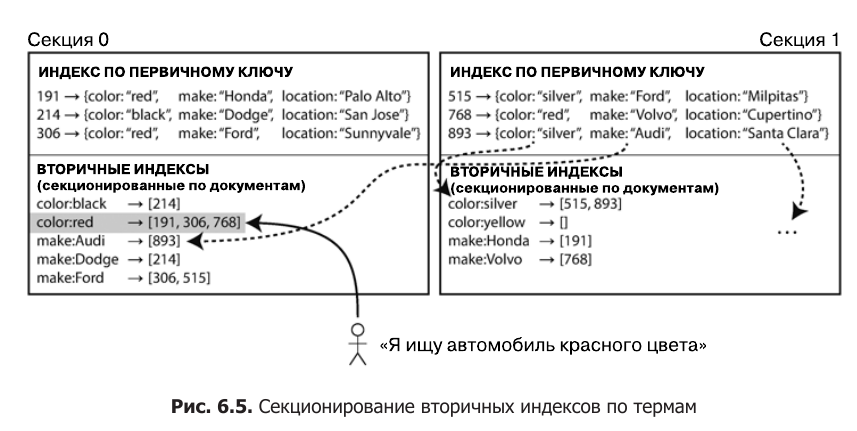 Секция 0
Секция 1
ИНДЕКС ПО ПЕРВИЧНОМУ КЛЮЧУ
191 → {color: “red”, make: “Honda”, location: “Palo Alto”}
214 → {color: “black”, make: “Dodge”, location: “San Jose”}
306 → {color: “red”, make: “Ford”, location: “Sunnyvale”}
ВТОРИЧНЫЕ ИНДЕКСЫ
(секционированные по документам)
color:black → [214]
color:red → [191, 306, 768]
make:Audi → [893]
make:Dodge → [214]
make:Ford → [306, 515]
ИНДЕКС ПО ПЕРВИЧНОМУ КЛЮЧУ
515 → {color: “silver”, make: “Ford”, location: “Milpitas”}
768 → {color: “red”, make: “Volvo”, location: “Cupertino”}
893 → {color: “silver”, make: “Audi”, location: “Santa Clara”}
ВТОРИЧНЫЕ ИНДЕКСЫ
(секционированные по документам)
color:silver → [515, 893]
color:yellow → []
make:Honda → [191]
make:Volvo → [768]
...
«Я ищу автомобиль красного цвета»
Рис. 6.5. Секционирование вторичных индексов по термам